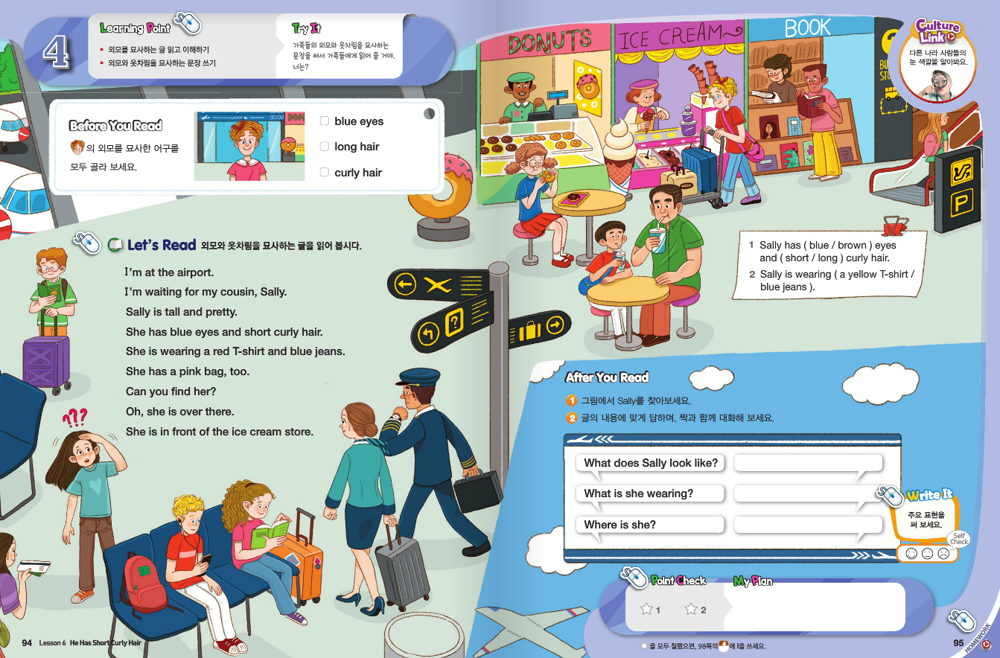 4
Learning Point
• 외모를 묘사하는 글 읽고 이해하기
• 외모와 옷차림을 묘사하는 문장 쓰기
Try It
가족들의 외모와 옷차림을 묘사하는
문장을 써서 가족들에게 읽어 줄 거야.
너는?
Before You Read
의 외모를 묘사한 어구를
모두 골라 보세요.
blue eyes
long hair
curly hair
Let's Read 외모와 옷차림을 묘사하는 글을 읽어 봅시다.
I'm at the airport.
I'm waiting for my cousin, Sally.
Sally is tall and pretty.
She has blue eyes and short curly hair.
She is wearing a red T-shirt and blue jeans.
She has a pink bag, too.
Can you find her?
Oh, she is over there.
She is in front of the ice cream store.
???
?
94 Lesson 6 He Has Short Curly Hair
DONUTS
ICE CREAM
BOOK
Culture
Link
다른 나라 사람들의
눈 색깔을 알아봐요.
P
1 Sally has ( blue / brown ) eyes
and ( short / long ) curly hair.
2 Sally is wearing ( a yellow T-shirt /
blue jeans ).
After You Read
1 그림에서 Sally를 찾아보세요.
2 글의 내용에 맞게 답하며, 짝과 함께 대화해 보세요.
What does Sally look like?
What is she wearing?
Where is she?
Write It
주요 표현을
써 보세요.
Self
Check
Point Check
1
2
My Plan
을 모두 칠했으면, 98쪽의 4에 I을 쓰세요.
95
HOMEWORK